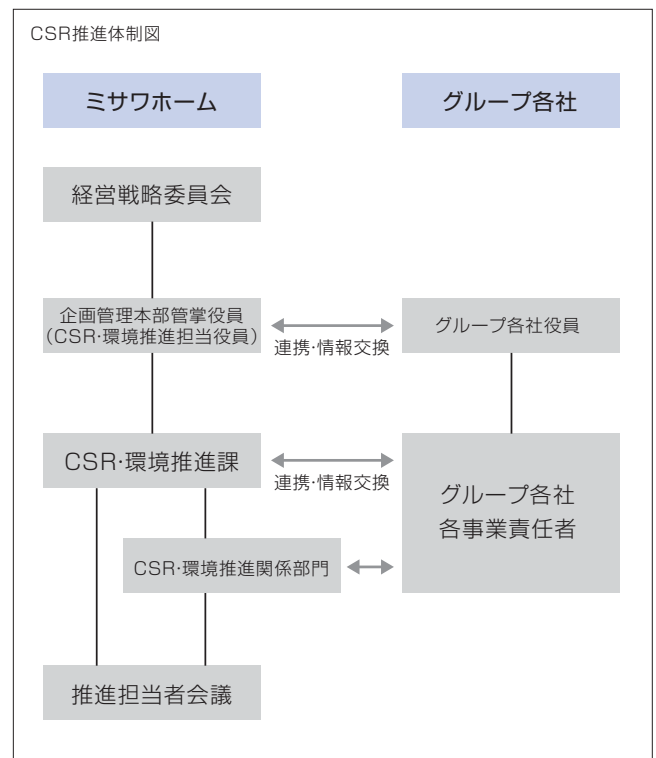 CSR推進体制図
ミサワホーム
グループ各社
経営戦略委員会
企画管理本部管掌役員
(CSR・環境推進担当役員)
連携・情報交換
グループ各社役員
CSR・環境推進課
連携・情報交換
グループ各社
各事業責任者
CSR・環境推進関係部門
推進担当者会議